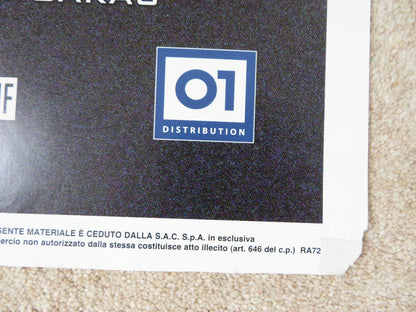 01
DISTRIBUTION
SENTE MATERIALE È CEDUTO DALLA S.A.C. S.p.A. in esclusiva
ercio non autorizzato dalla stessa costituisce atto illecito (art. 646 del c.p.) RA72